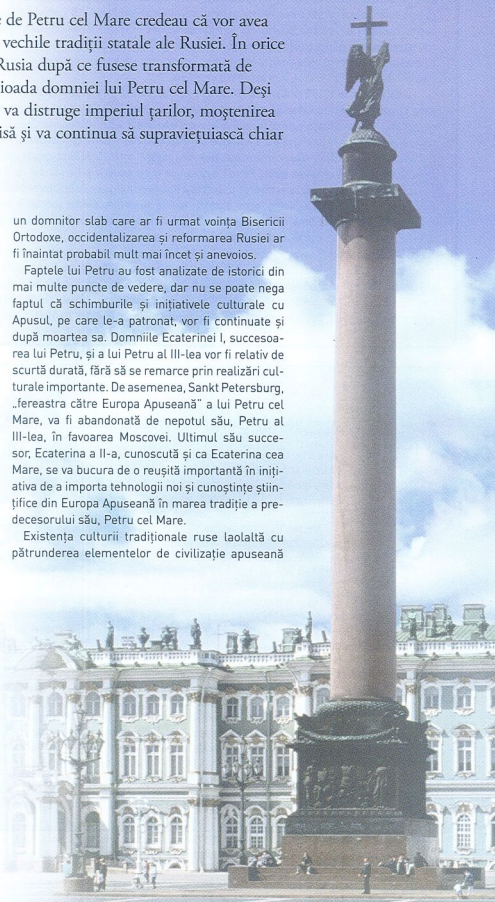 e de Petru cel Mare credeau că vor avea
vechile tradiții statale ale Rusiei. În orice
Rusia după ce fusese transformată de
ioada domniei lui Petru cel Mare. Deși
va distruge imperiul țarilor, moștenirea
isă și va continua să supraviețuiască chiar
un domnitor slab care ar fi urmat voința Bisericii
Ortodoxe, occidentalizarea și reformarea Rusiei ar
fi înaintat probabil mult mai încet și anevoios.
Faptele lui Petru au fost analizate de istorici din
mai multe puncte de vedere, dar nu se poate nega
faptul că schimburile și inițiativele culturale cu
Apusul, pe care le-a patronat, vor fi continuate și
după moartea sa. Domniile Ecaterinei I, succesoa-
rea lui Petru, și a lui Petru al III-lea vor fi relativ de
scurtă durată, fără să se remarce prin realizări cul-
turale importante. De asemenea, Sankt Petersburg,
„fereastra către Europa Apuseană” a lui Petru cel
Mare, va fi abandonată de nepotul său, Petru al
III-lea, în favoarea Moscovei. Ultimul său succe-
sor, Ecaterina a II-a, cunoscută și ca Ecaterina cea
Mare, se va bucura de o reușită importantă în iniți-
ativa de a importa tehnologii noi și cunoștințe știin-
țifice din Europa Apuseană în marea tradiție a pre-
decesorului său, Petru cel Mare.
Existența culturii tradiționale ruse laolaltă cu
pătrunderea elementelor de civilizație apuseană